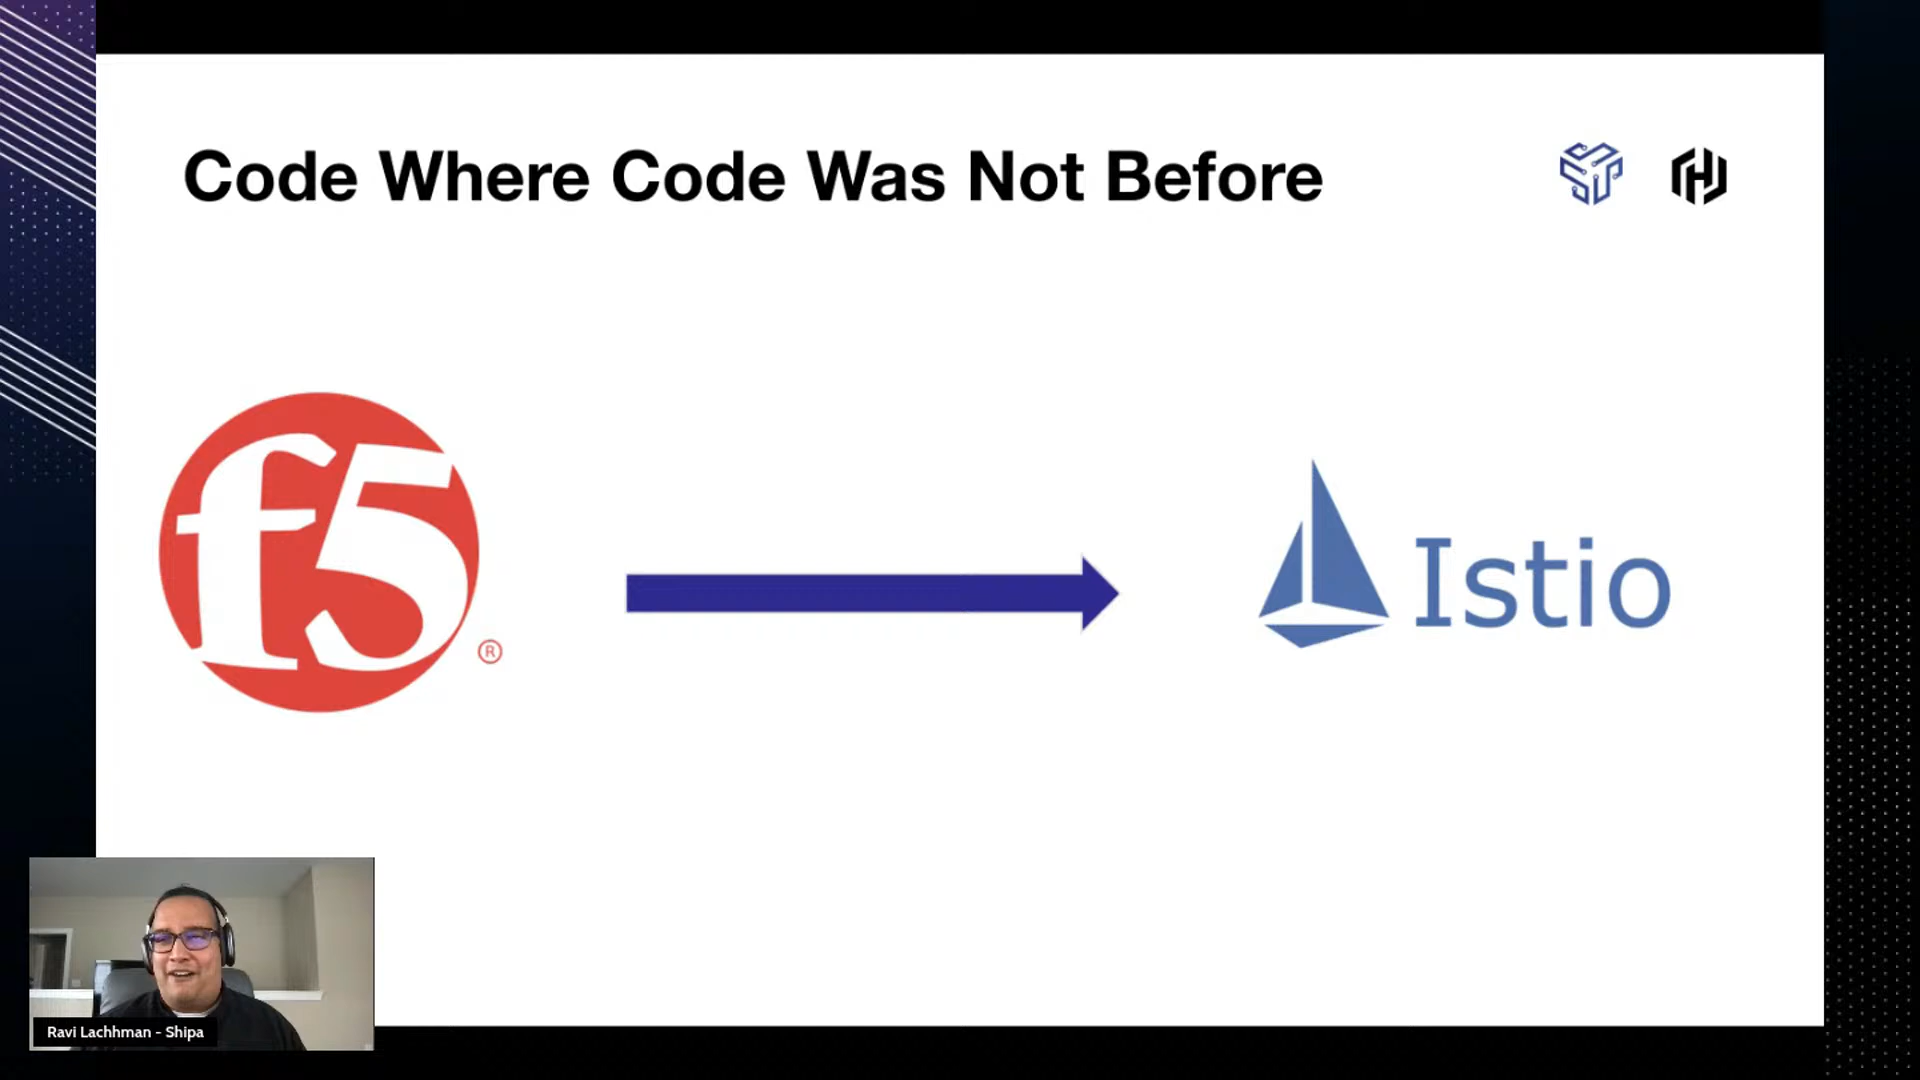 Code Where Code Was Not Before
f5
®
Istio
Ravi Lachhman - Shipa